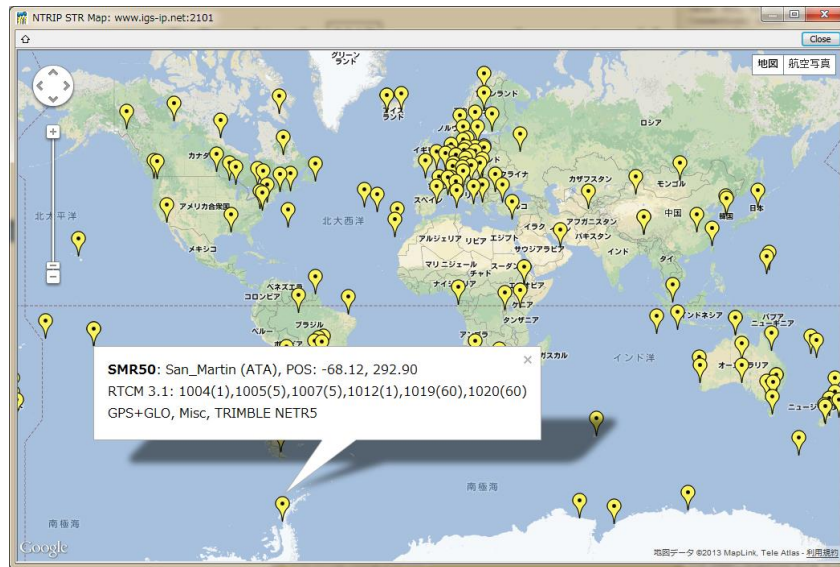 NTRIP STR Map: www.igs-ip.net:2101
Close
地図
航空写真
グリーン
ランド
ロシア
カナダ
カザフスタン
モンゴル
北太平洋
アメリカ合衆国
北大西洋
スペイン
中国
韓国
日本
イラク
アフガニスタン
パキスタン
メキシコ
アルジェリア
リビア
エジプト
サウジアラビア
インド
タイ
マリ
ニジェール
チャド
スーダン
ベネズエラ
コロンビア
ケニア
タンザニア
ペルー
ブラジル
アンゴラ
パプア
ニューギニア
インド洋
オーストラリア
SMR50: San_Martin (ATA), POS: -68.12, 292.90
RTCM 3.1: 1004(1),1005(5),1007(5),1012(1),1019(60),1020(60)
GPS+GLO, Misc, TRIMBLE NETR5
南極海
南極海
Google
地図データ ©2013 MapLink, Tele Atlas - 利用規約